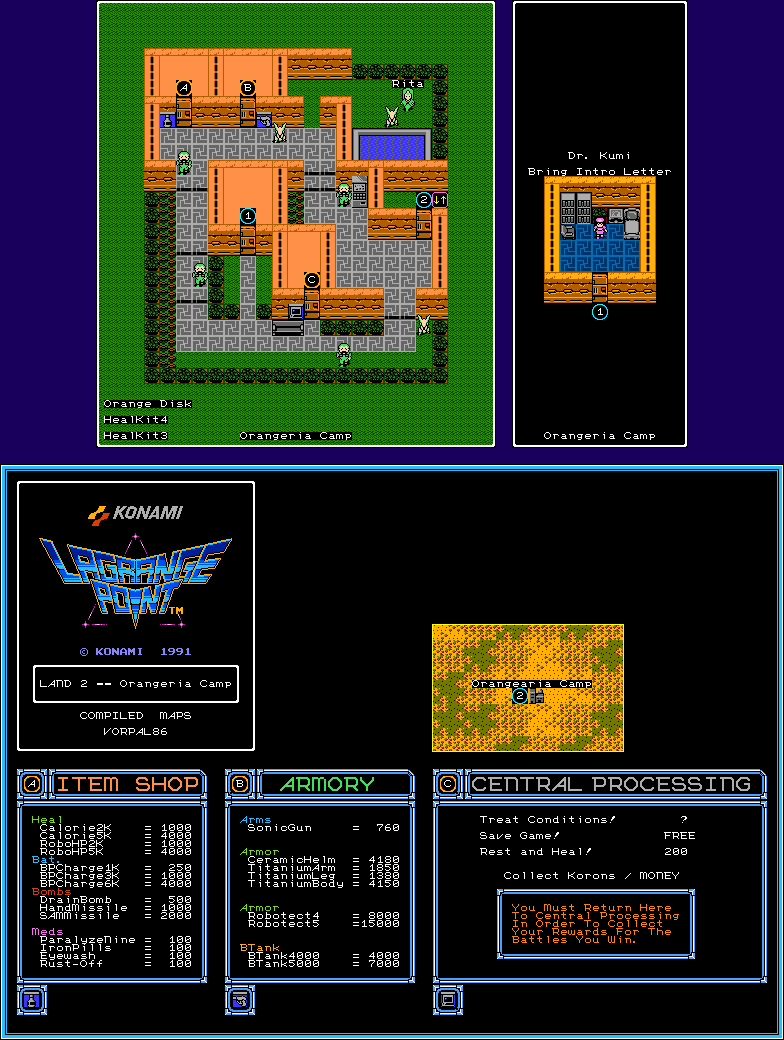 A
B
Rita
Dr. Kumi
Bring Intro Letter
2 ↓↑
1
C
1
Orange Disk
HealKit4
HealKit3
Orangeria Camp
Orangeria Camp
KONAMI
LAGRANGE
POINT TM
© KONAMI 1991
LAND 2 -- Orangeria Camp
COMPILED MAPS
VORPAL86
Orangearia Camp
2
A ITEM SHOP
Heal
Calorie2K = 1000
Calorie5K = 4000
RoboHP2K = 1000
RoboHP5K = 4000
Bat.
BPCharge1K = 250
BPCharge3K = 1000
BPCharge6K = 4000
Bombs
DrainBomb = 500
HandMissile = 1000
SAMMissile = 2000
Meds
ParalyzeNine = 100
IronPills = 100
Eyewash = 100
Rust-Off = 100
B ARMORY
Arms
SonicGun = 760
Armor
CeramicHelm = 4180
TitaniumArm = 1850
TitaniumLeg = 1380
TitaniumBody = 4150
Armor
Robotect4 = 8000
Robotect5 =15000
BTank
BTank4000 = 4000
BTank5000 = 7000
C CENTRAL PROCESSING
Treat Conditions! ?
Save Game! FREE
Rest and Heal! 200
Collect Korons / MONEY
You Must Return Here
To Central Processing
In Order To Collect
Your Rewards For The
Battles You Win.